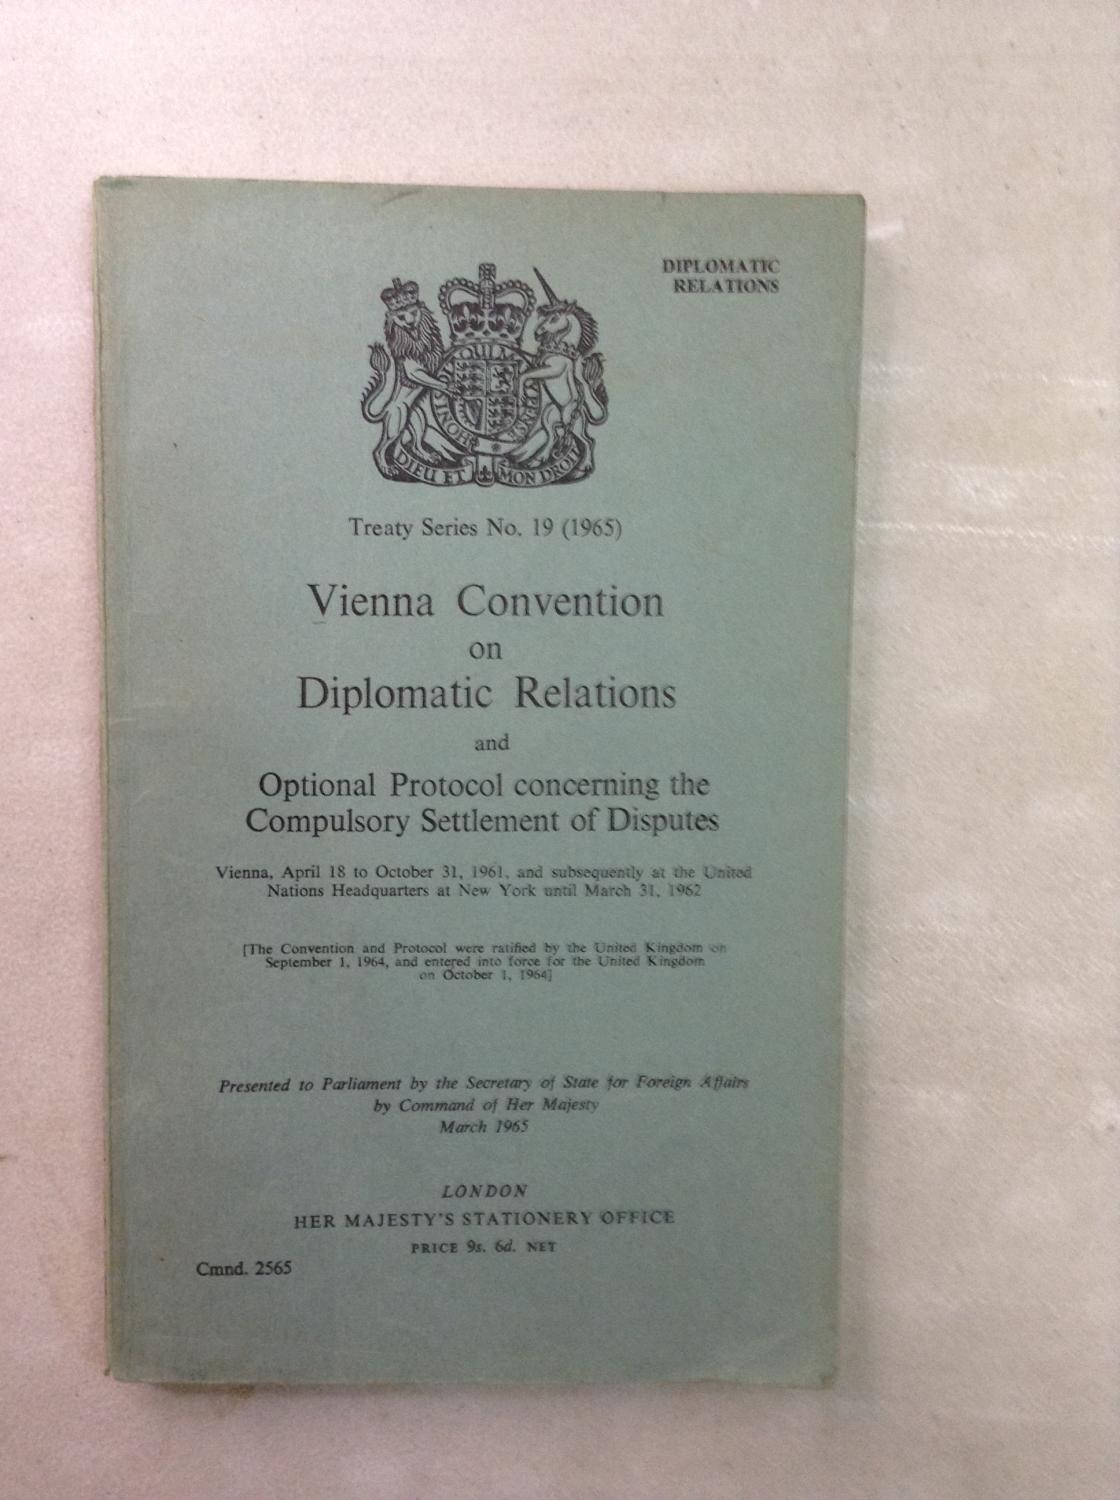 DIPLOMATIC
RELATIONS
DIEU ET MON DROIT
Treaty Series No. 19 (1965)
Vienna Convention
on
Diplomatic Relations
and
Optional Protocol concerning the
Compulsory Settlement of Disputes
Vienna, April 18 to October 31, 1961, and subsequently at the United
Nations Headquarters at New York until March 31, 1962
[The Convention and Protocol were ratified by the United Kingdom on
September 1, 1964, and entered into force for the United Kingdom
on October 1, 1964]
Presented to Parliament by the Secretary of State for Foreign Affairs
by Command of Her Majesty
March 1965
LONDON
HER MAJESTY'S STATIONERY OFFICE
PRICE 9s. 6d. NET
Cmnd. 2565